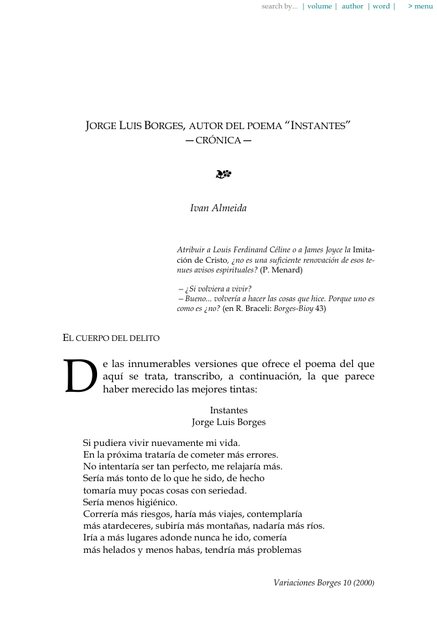 search by... | volume | author | word | > menu
JORGE LUIS BORGES, AUTOR DEL POEMA “INSTANTES”
—CRÓNICA—
Ivan Almeida
Atribuir a Louis Ferdinand Céline o a James Joyce la Imita-
ción de Cristo, ¿no es una suficiente renovación de esos te-
nues avisos espirituales? (P. Menard)
—¿Si volviera a vivir?
—Bueno... volvería a hacer las cosas que hice. Porque uno es
como es ¿no? (en R. Braceli: Borges-Bioy 43)
EL CUERPO DEL DELITO
De las innumerables versiones que ofrece el poema del que
aquí se trata, transcribo, a continuación, la que parece
haber merecido las mejores tintas:
Instantes
Jorge Luis Borges
Si pudiera vivir nuevamente mi vida.
En la próxima trataría de cometer más errores.
No intentaría ser tan perfecto, me relajaría más.
Sería más tonto de lo que he sido, de hecho
tomaría muy pocas cosas con seriedad.
Sería menos higiénico.
Correría más riesgos, haría más viajes, contemplaría
más atardeceres, subiría más montañas, nadaría más ríos.
Iría a más lugares adonde nunca he ido, comería
más helados y menos habas, tendría más problemas
Variaciones Borges 10 (2000)